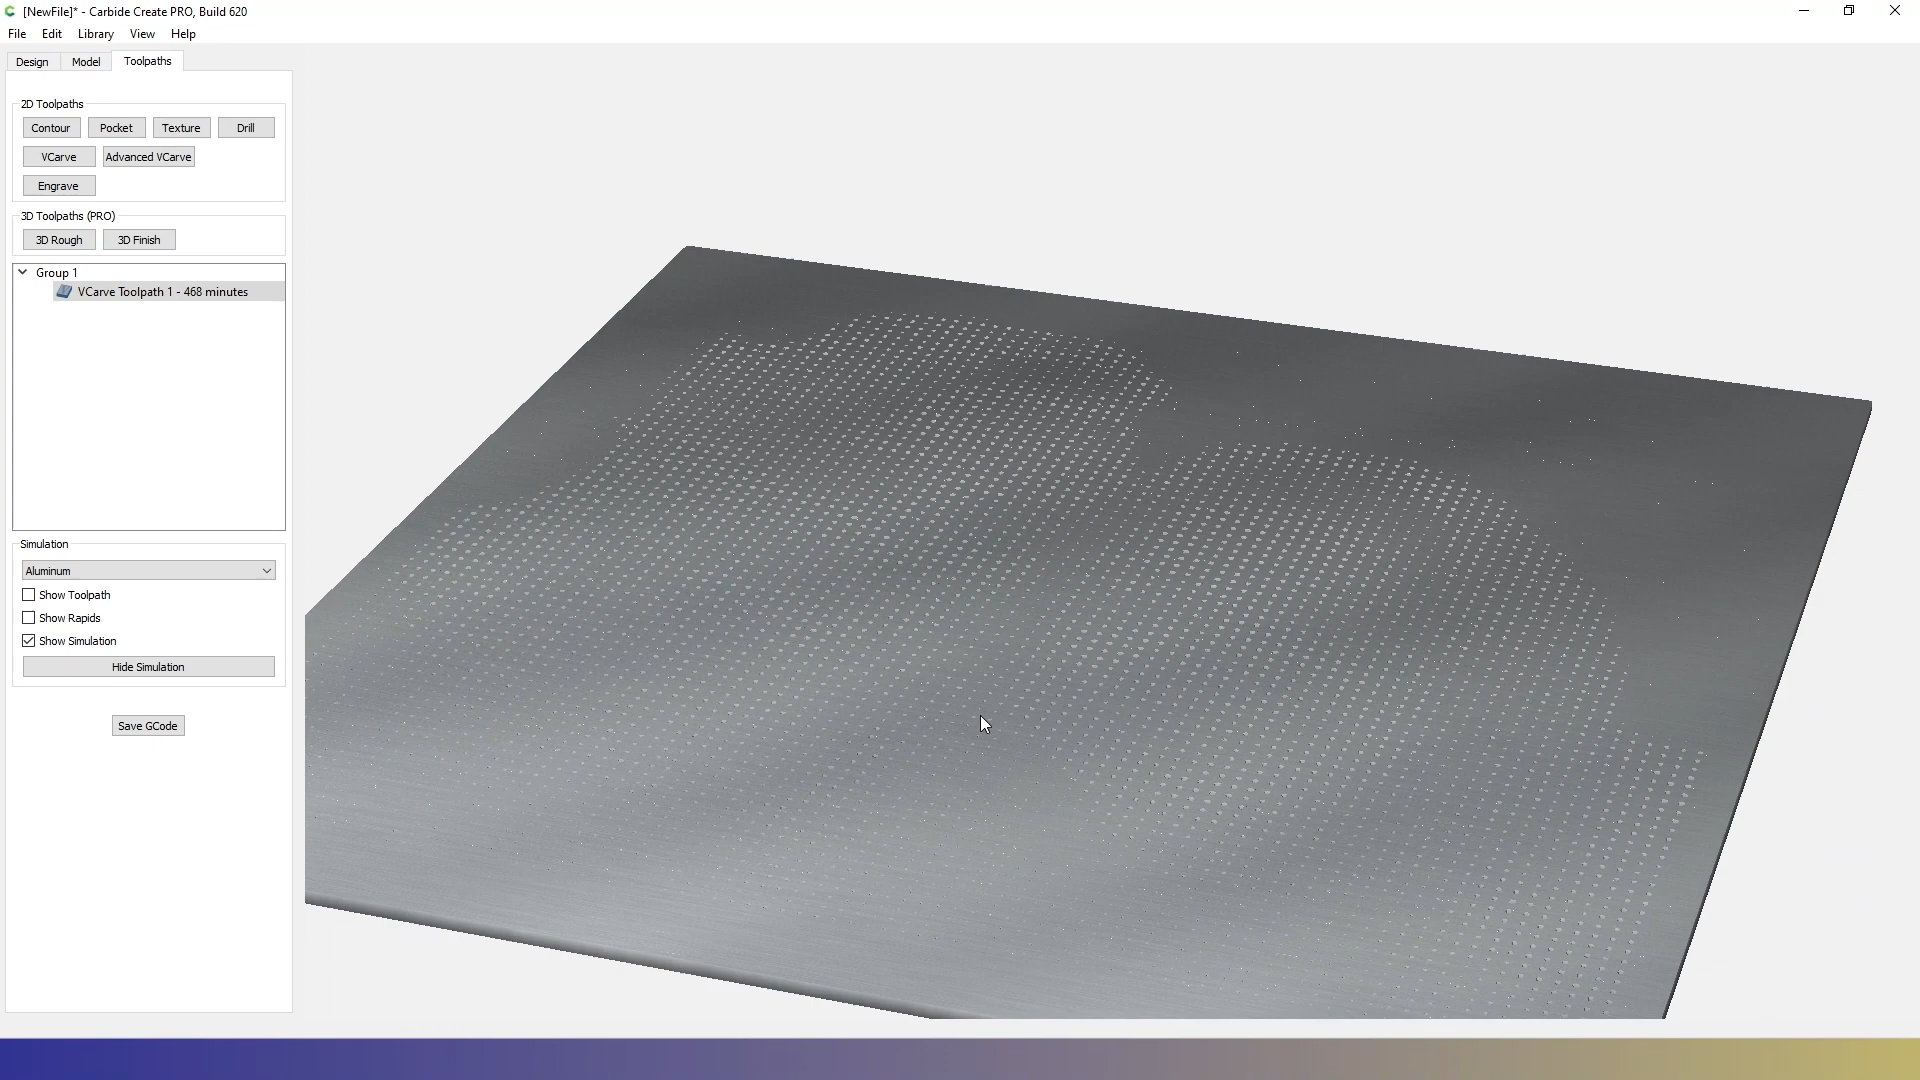 [NewFile]* - Carbide Create PRO, Build 620
File Edit Library View Help
Design Model Toolpaths
2D Toolpaths
Contour Pocket Texture Drill
VCarve Advanced VCarve
Engrave
3D Toolpaths (PRO)
3D Rough 3D Finish
Group 1
VCarve Toolpath 1 - 468 minutes
Simulation
Aluminum
Show Toolpath
Show Rapids
Show Simulation
Hide Simulation
Save GCode